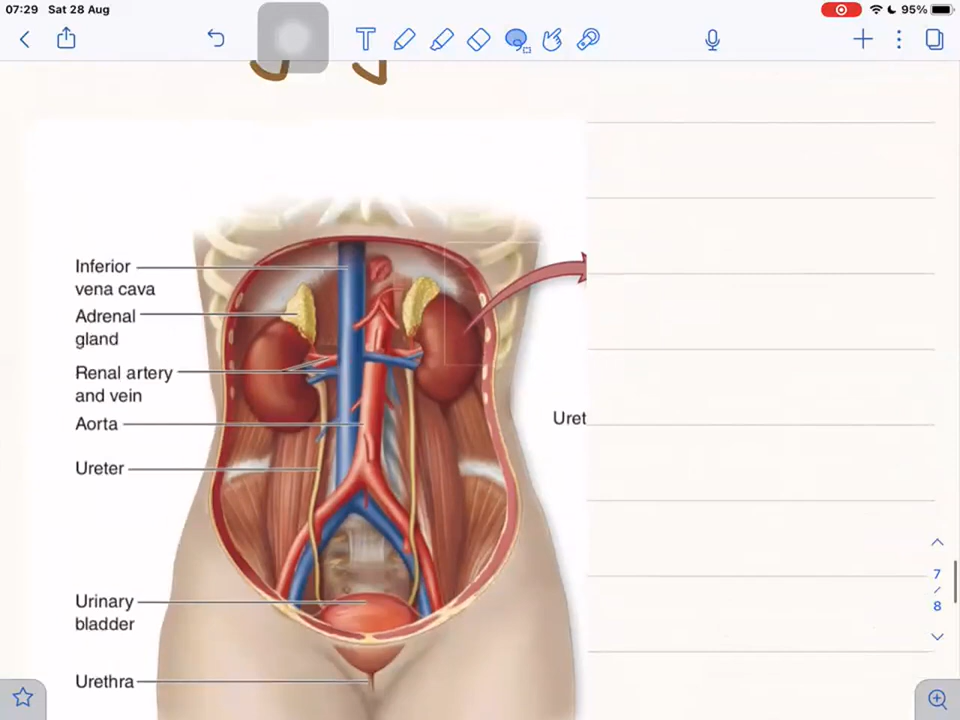 07:29 Sat 28 Aug
95%
T
Inferior
vena cava
Adrenal
gland
Renal artery
and vein
Aorta
Uret
Ureter
7
/
8
Urinary
bladder
Urethra